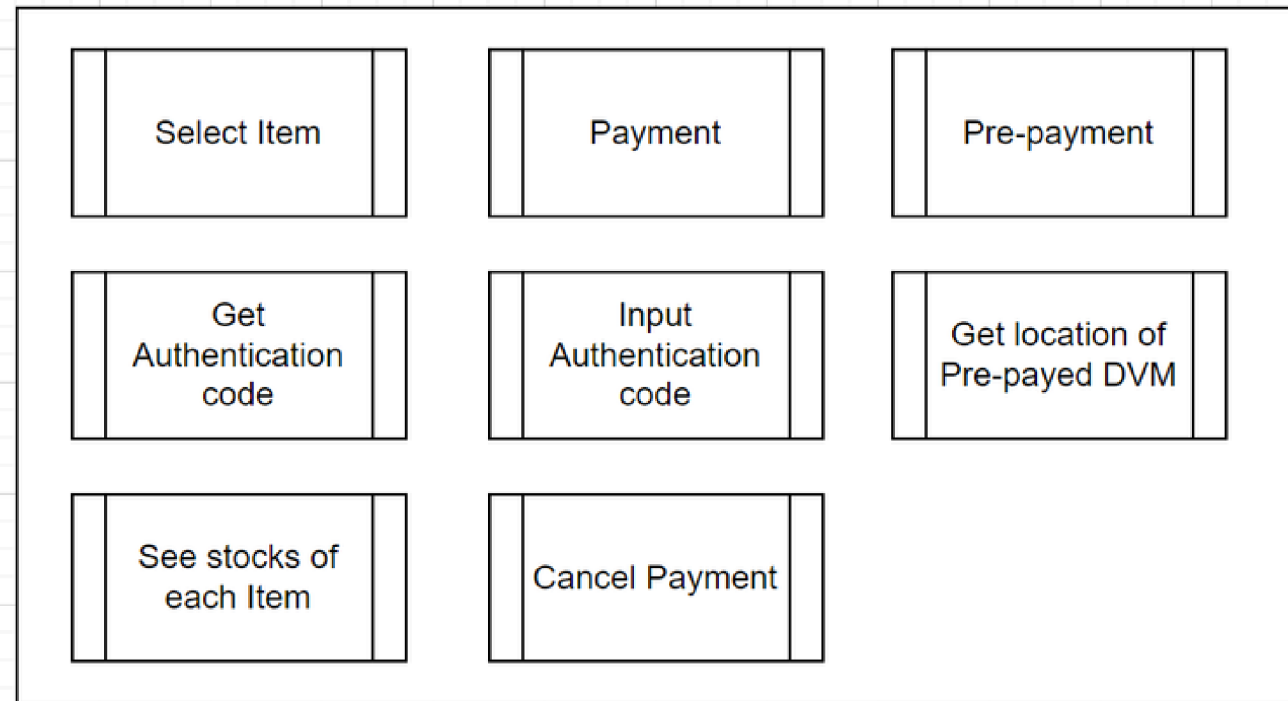 Select Item
Payment
Pre-payment
Get
Authentication
code
Input
Authentication
code
Get location of
Pre-payed DVM
See stocks of
each Item
Cancel Payment